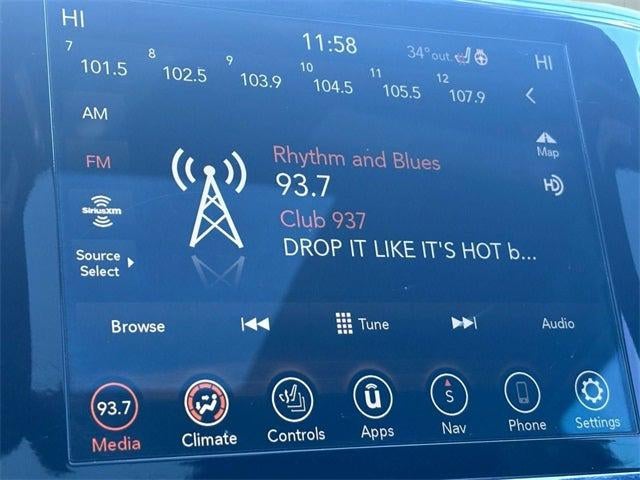 HI 11:58 34° out. HI
7 8 9 10 11 12
101.5 102.5 103.9 104.5 105.5 107.9
AM
FM
SiriusXM
Source
Select
Rhythm and Blues
93.7
Club 937
DROP IT LIKE IT'S HOT b...
Map
HD
Browse Tune Audio
93.7 S
Media Climate Controls Apps Nav Phone Settings